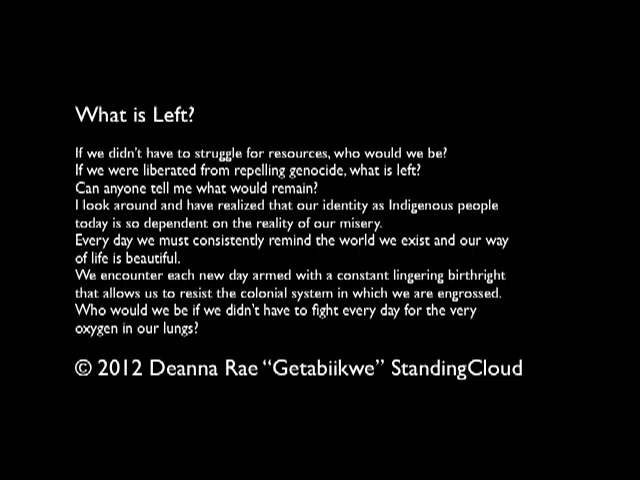 What is Left?
If we didn't have to struggle for resources, who would we be?
If we were liberated from repelling genocide, what is left?
Can anyone tell me what would remain?
I look around and have realized that our identity as Indigenous people
today is so dependent on the reality of our misery.
Every day we must consistently remind the world we exist and our way
of life is beautiful.
We encounter each new day armed with a constant lingering birthright
that allows us to resist the colonial system in which we are engrossed.
Who would we be if we didn't have to fight every day for the very
oxygen in our lungs?
© 2012 Deanna Rae “Getabiikwe” StandingCloud